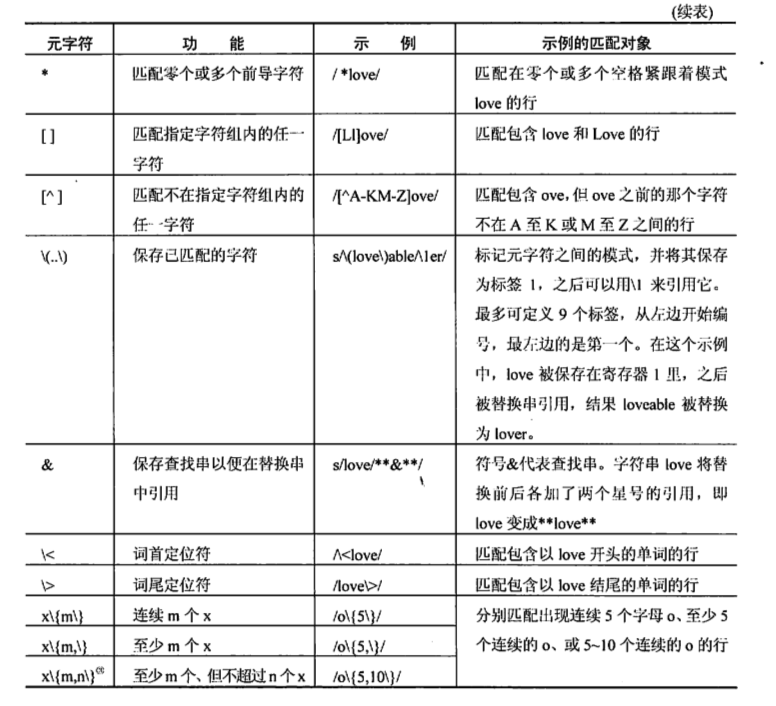 (续表)
元字符 功 能 示 例 示例的匹配对象
* 匹配零个或多个前导字符 / *love/ 匹配在零个或多个空格紧跟着模式
love 的行
[ ] 匹配指定字符组内的任一 /[Ll]ove/ 匹配包含 love 和 Love 的行
字符
[^ ] 匹配不在指定字符组内的 /[^A-KM-Z]ove/ 匹配包含 ove,但 ove 之前的那个字符
任一字符 不在 A 至 K 或 M 至 Z 之间的行
\(..\) 保存已匹配的字符 s/\(love\)able/\1er/ 标记元字符之间的模式，并将其保存
为标签 1，之后可以用\1 来引用它。
最多可定义 9 个标签，从左边开始编
号，最左边的是第一个。在这个示例
中，love 被保存在寄存器 1 里，之后
被替换串引用，结果 loveable 被替换
为 lover。
& 保存查找串以便在替换串 s/love/**&**/ 符号&代表查找串。字符串 love 将替
中引用 换前后各加了两个星号的引用，即
love 变成**love**
\< 词首定位符 /\<love/ 匹配包含以 love 开头的单词的行
\> 词尾定位符 /love\>/ 匹配包含以 love 结尾的单词的行
x\{m\} 连续 m 个 x /o\{5\}/ 分别匹配出现连续 5 个字母 o、至少 5
x\{m,\} 至少 m 个 x /o\{5,\}/ 个连续的 o、或 5~10 个连续的 o 的行
x\{m,n\} 至少 m 个、但不超过 n 个 x /o\{5,10\}/